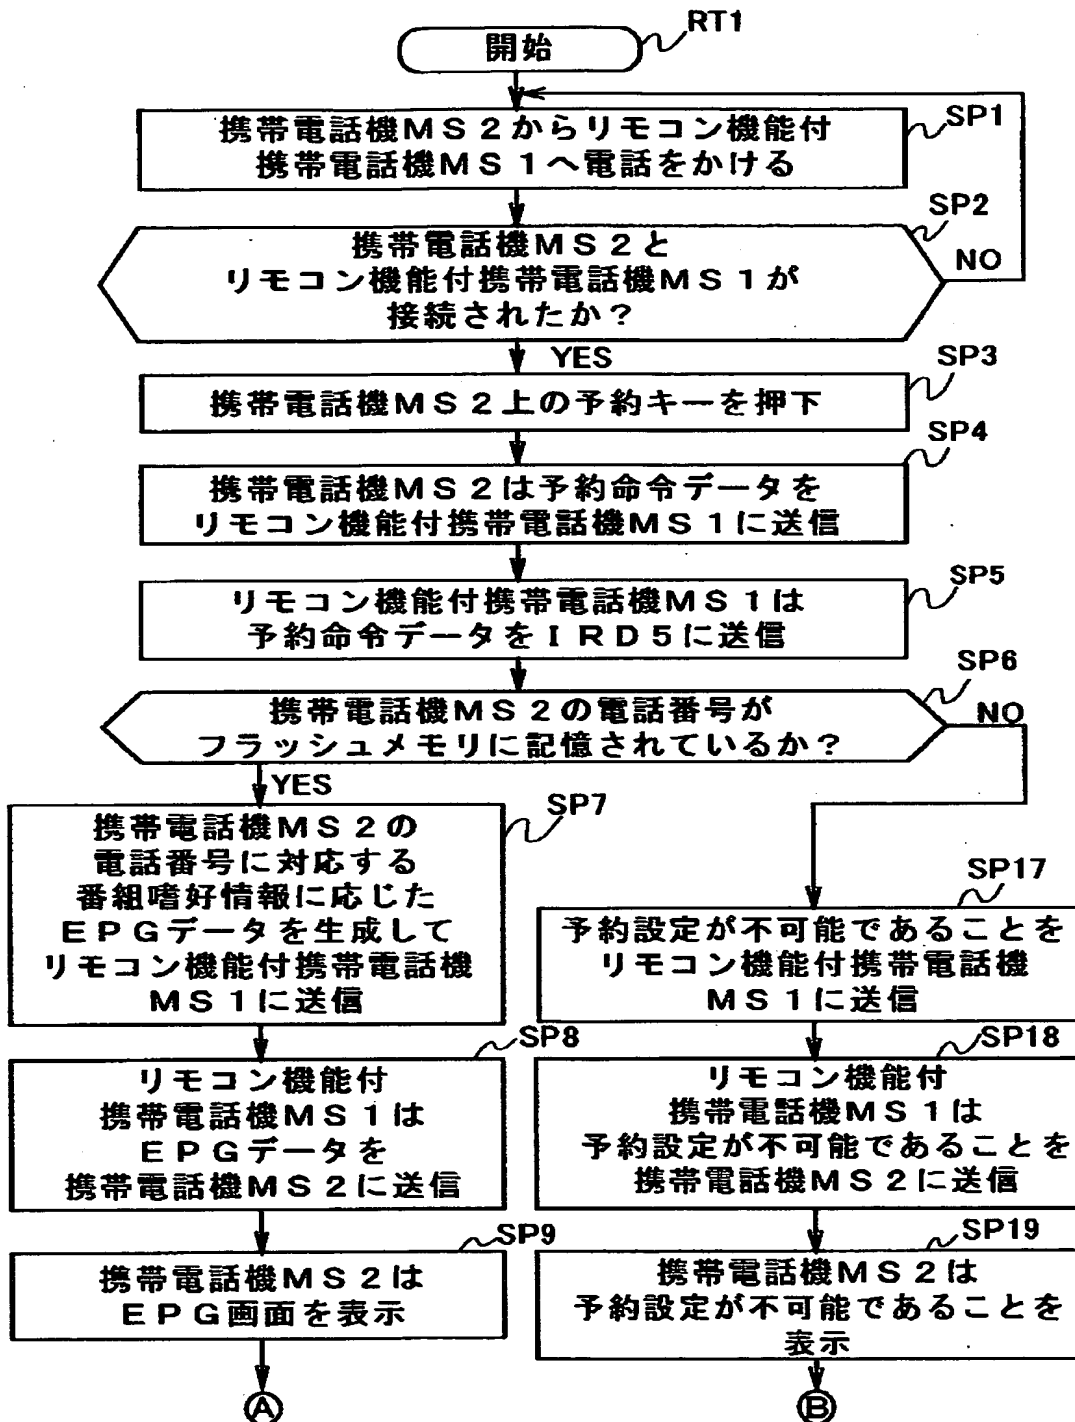 RT1
開始
SP1
携帯電話機MS2からリモコン機能付
携帯電話機MS1へ電話をかける
SP2
携帯電話機MS2と
リモコン機能付携帯電話機MS1が
接続されたか?
NO
YES
SP3
携帯電話機MS2上の予約キーを押下
SP4
携帯電話機MS2は予約命令データを
リモコン機能付携帯電話機MS1に送信
SP5
リモコン機能付携帯電話機MS1は
予約命令データをIRD5に送信
SP6
携帯電話機MS2の電話番号が
フラッシュメモリに記憶されているか?
NO
YES
SP7
携帯電話機MS2の
電話番号に対応する
番組嗜好情報に応じた
EPGデータを生成して
リモコン機能付携帯電話機
MS1に送信
SP17
予約設定が不可能であることを
リモコン機能付携帯電話機
MS1に送信
SP8
リモコン機能付
携帯電話機MS1は
EPGデータを
携帯電話機MS2に送信
SP18
リモコン機能付
携帯電話機MS1は
予約設定が不可能であることを
携帯電話機MS2に送信
SP9
携帯電話機MS2は
EPG画面を表示
SP19
携帯電話機MS2は
予約設定が不可能であることを
表示
A
B